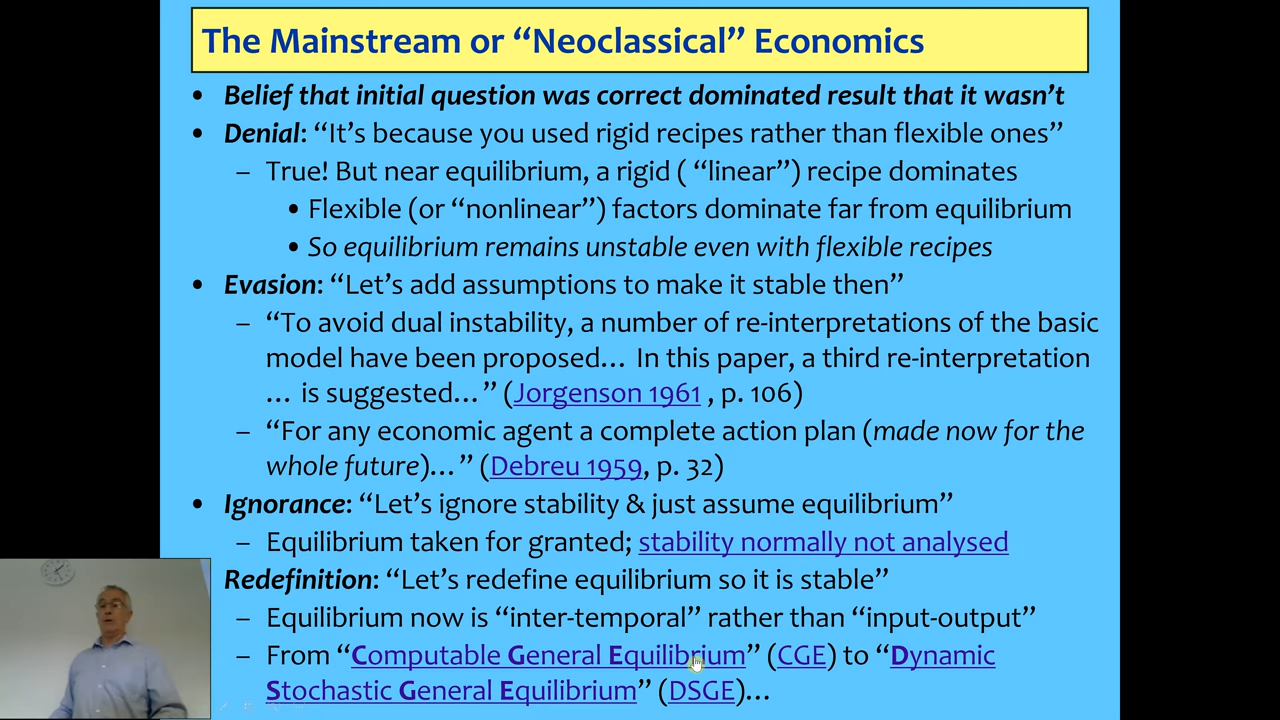 The Mainstream or “Neoclassical” Economics
• Belief that initial question was correct dominated result that it wasn’t
• Denial: “It’s because you used rigid recipes rather than flexible ones”
– True! But near equilibrium, a rigid ( “linear”) recipe dominates
• Flexible (or “nonlinear”) factors dominate far from equilibrium
• So equilibrium remains unstable even with flexible recipes
• Evasion: “Let’s add assumptions to make it stable then”
– “To avoid dual instability, a number of re-interpretations of the basic
model have been proposed… In this paper, a third re-interpretation
… is suggested…” (Jorgenson 1961 , p. 106)
– “For any economic agent a complete action plan (made now for the
whole future)…” (Debreu 1959, p. 32)
• Ignorance: “Let’s ignore stability & just assume equilibrium”
– Equilibrium taken for granted; stability normally not analysed
Redefinition: “Let’s redefine equilibrium so it is stable”
– Equilibrium now is “inter-temporal” rather than “input-output”
– From “Computable General Equilibrium” (CGE) to “Dynamic
Stochastic General Equilibrium” (DSGE)…